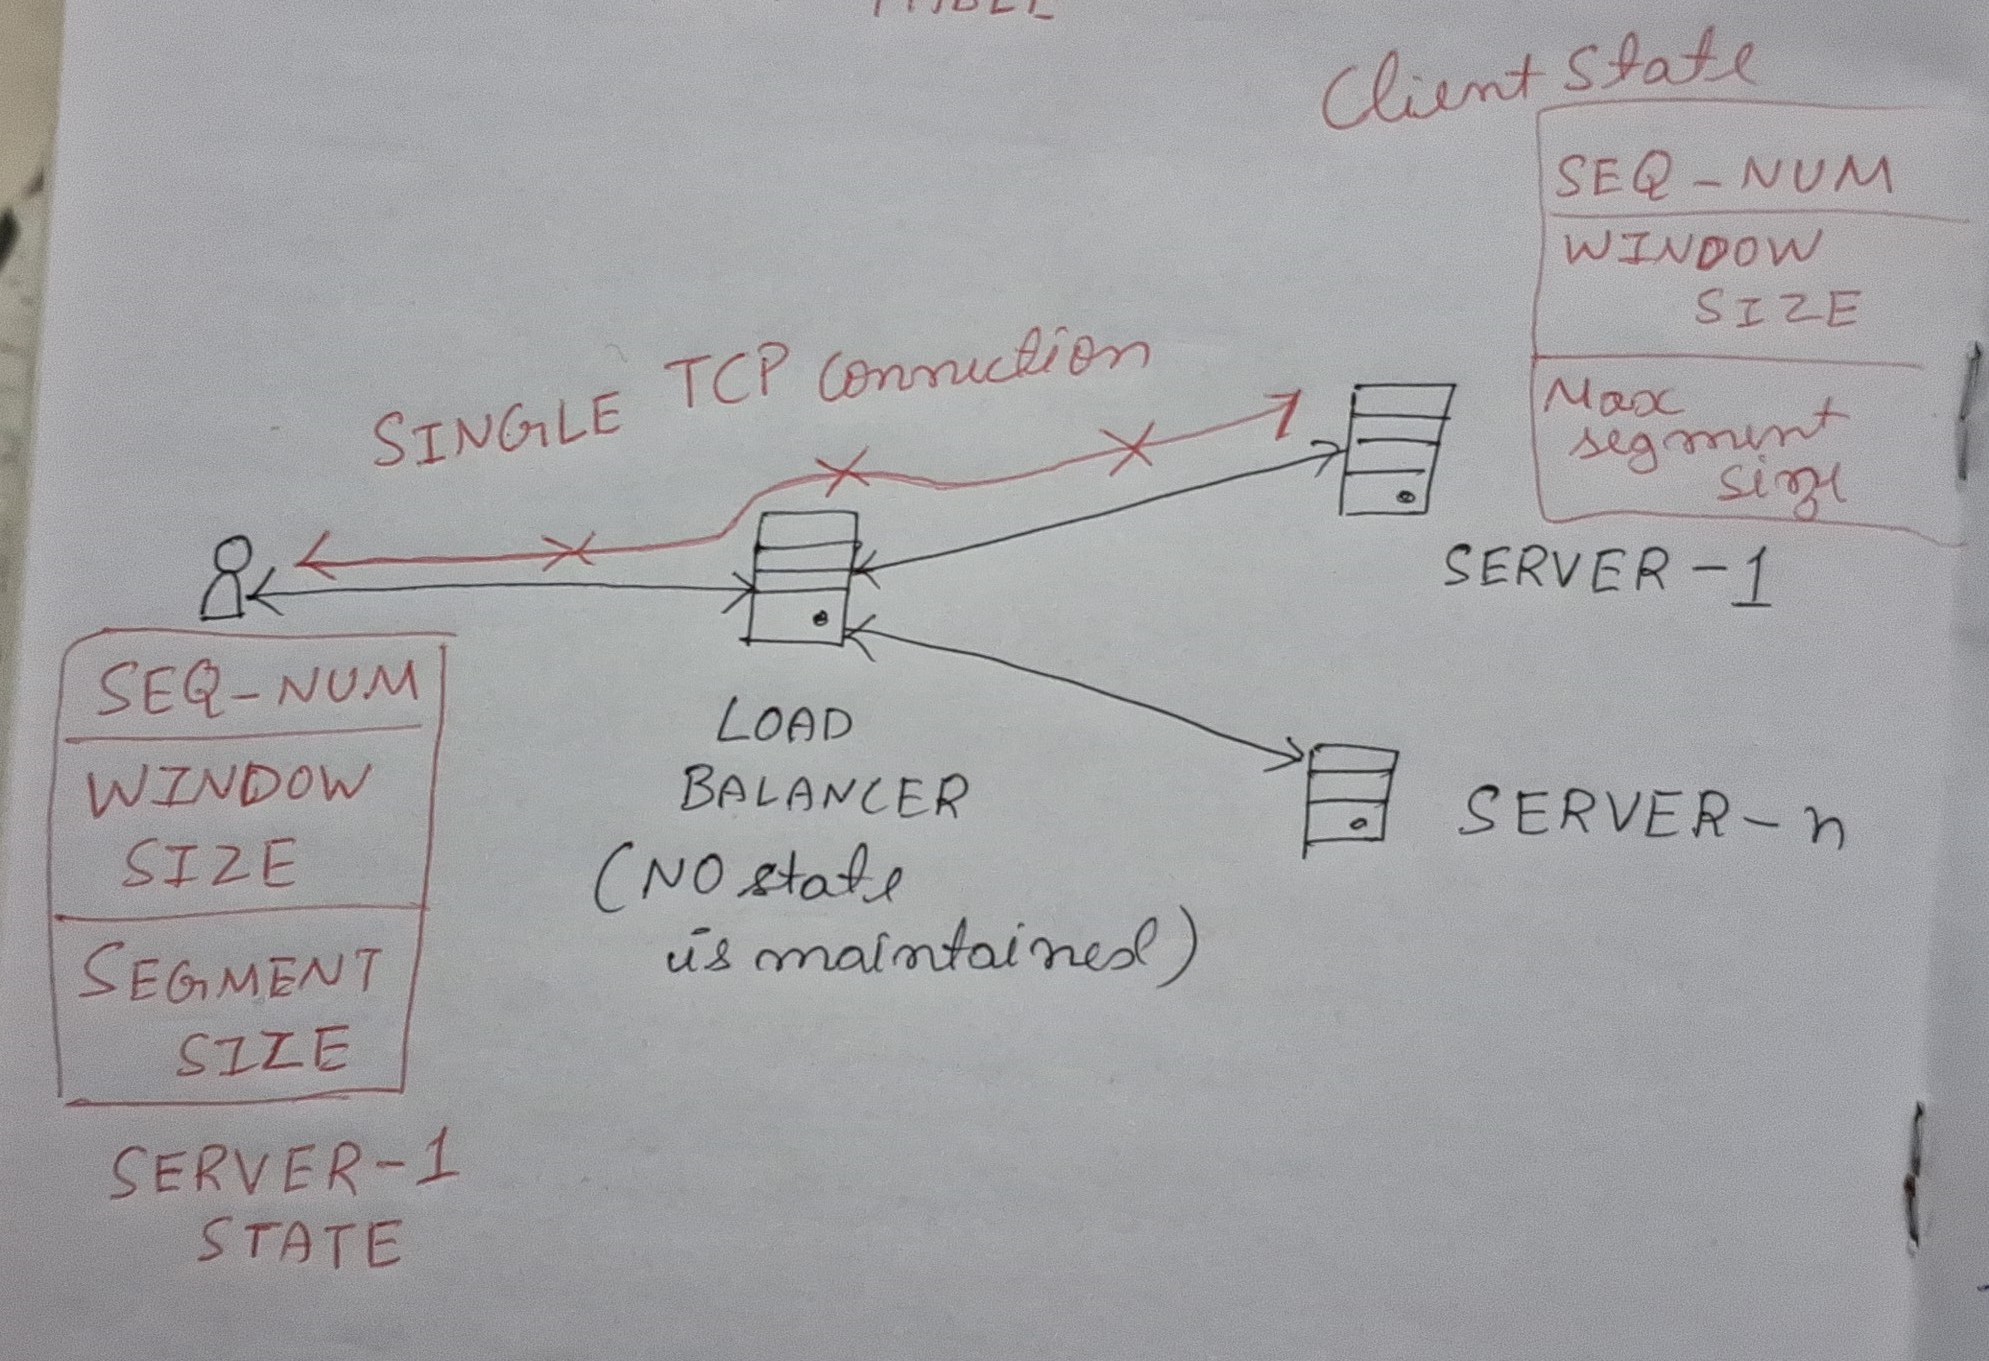 Client State
SEQ-NUM
WINDOW
SIZE
Max
segment
size
SINGLE TCP Connection
SERVER-1
SEQ-NUM
WINDOW
SIZE
SEGMENT
SIZE
SERVER-1
STATE
LOAD
BALANCER
(NO state
is maintained)
SERVER-n